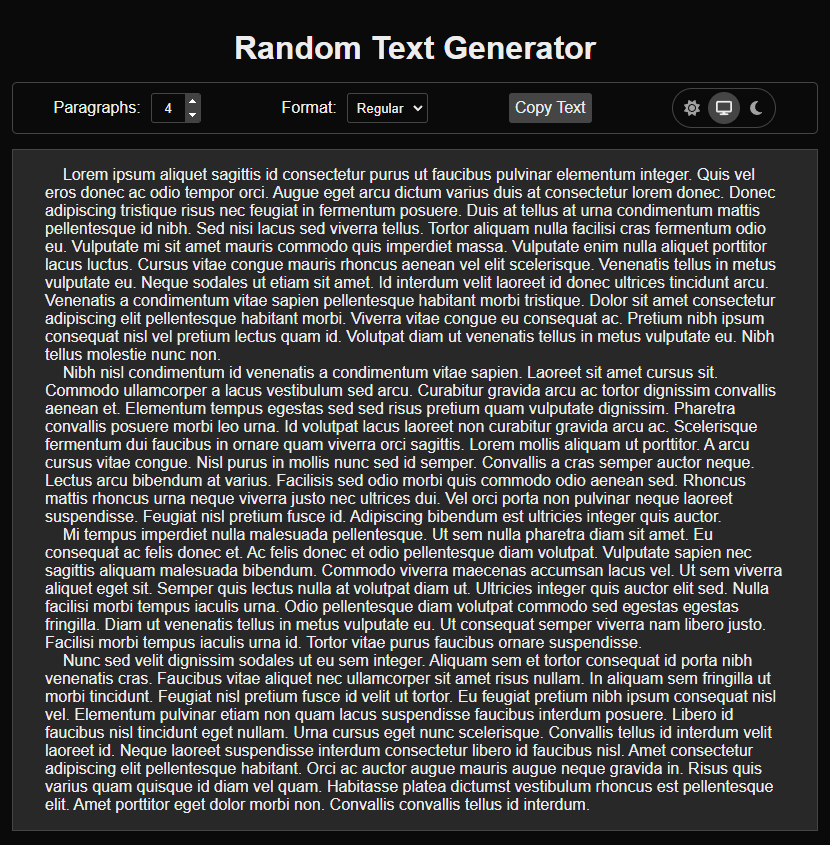 Random Text Generator
Paragraphs: 4 Format: Regular Copy Text
Lorem ipsum aliquet sagittis id consectetur purus ut faucibus pulvinar elementum integer. Quis vel
eros donec ac odio tempor orci. Augue eget arcu dictum varius duis at consectetur lorem donec. Donec
adipiscing tristique risus nec feugiat in fermentum posuere. Duis at tellus at urna condimentum mattis
pellentesque id nibh. Sed nisi lacus sed viverra tellus. Tortor aliquam nulla facilisi cras fermentum odio
eu. Vulputate mi sit amet mauris commodo quis imperdiet massa. Vulputate enim nulla aliquet porttitor
lacus luctus. Cursus vitae congue mauris rhoncus aenean vel elit scelerisque. Venenatis tellus in metus
vulputate eu. Neque sodales ut etiam sit amet. Id interdum velit laoreet id donec ultrices tincidunt arcu.
Venenatis a condimentum vitae sapien pellentesque habitant morbi tristique. Dolor sit amet consectetur
adipiscing elit pellentesque habitant morbi. Viverra vitae congue eu consequat ac. Pretium nibh ipsum
consequat nisl vel pretium lectus quam id. Volutpat diam ut venenatis tellus in metus vulputate eu. Nibh
tellus molestie nunc non.
Nibh nisl condimentum id venenatis a condimentum vitae sapien. Laoreet sit amet cursus sit.
Commodo ullamcorper a lacus vestibulum sed arcu. Curabitur gravida arcu ac tortor dignissim convallis
aenean et. Elementum tempus egestas sed sed risus pretium quam vulputate dignissim. Pharetra
convallis posuere morbi leo urna. Id volutpat lacus laoreet non curabitur gravida arcu ac. Scelerisque
fermentum dui faucibus in ornare quam viverra orci sagittis. Lorem mollis aliquam ut porttitor. A arcu
cursus vitae congue. Nisl purus in mollis nunc sed id semper. Convallis a cras semper auctor neque.
Lectus arcu bibendum at varius. Facilisis sed odio morbi quis commodo odio aenean sed. Rhoncus
mattis rhoncus urna neque viverra justo nec ultrices dui. Vel orci porta non pulvinar neque laoreet
suspendisse. Feugiat nisl pretium fusce id. Adipiscing bibendum est ultricies integer quis auctor.
Mi tempus imperdiet nulla malesuada pellentesque. Ut sem nulla pharetra diam sit amet. Eu
consequat ac felis donec et. Ac felis donec et odio pellentesque diam volutpat. Vulputate sapien nec
sagittis aliquam malesuada bibendum. Commodo viverra maecenas accumsan lacus vel. Ut sem viverra
aliquet eget sit. Semper quis lectus nulla at volutpat diam ut. Ultricies integer quis auctor elit sed. Nulla
facilisi morbi tempus iaculis urna. Odio pellentesque diam volutpat commodo sed egestas egestas
fringilla. Diam ut venenatis tellus in metus vulputate eu. Ut consequat semper viverra nam libero justo.
Facilisi morbi tempus iaculis urna id. Tortor vitae purus faucibus ornare suspendisse.
Nunc sed velit dignissim sodales ut eu sem integer. Aliquam sem et tortor consequat id porta nibh
venenatis cras. Faucibus vitae aliquet nec ullamcorper sit amet risus nullam. In aliquam sem fringilla ut
morbi tincidunt. Feugiat nisl pretium fusce id velit ut tortor. Eu feugiat pretium nibh ipsum consequat nisl
vel. Elementum pulvinar etiam non quam lacus suspendisse faucibus interdum posuere. Libero id
faucibus nisl tincidunt eget nullam. Urna cursus eget nunc scelerisque. Convallis tellus id interdum velit
laoreet id. Neque laoreet suspendisse interdum consectetur libero id faucibus nisl. Amet consectetur
adipiscing elit pellentesque habitant. Orci ac auctor augue mauris augue neque gravida in. Risus quis
varius quam quisque id diam vel quam. Habitasse platea dictumst vestibulum rhoncus est pellentesque
elit. Amet porttitor eget dolor morbi non. Convallis convallis tellus id interdum.